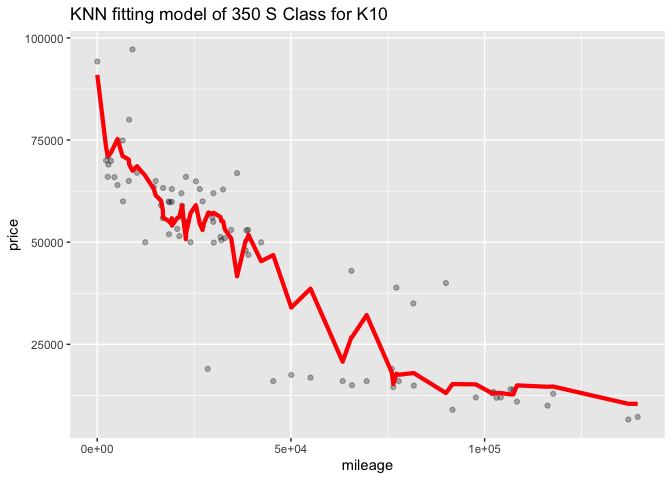 KNN fitting model of 350 S Class for K10
100000
75000
50000
25000
price
0e+00
5e+04
1e+05
mileage